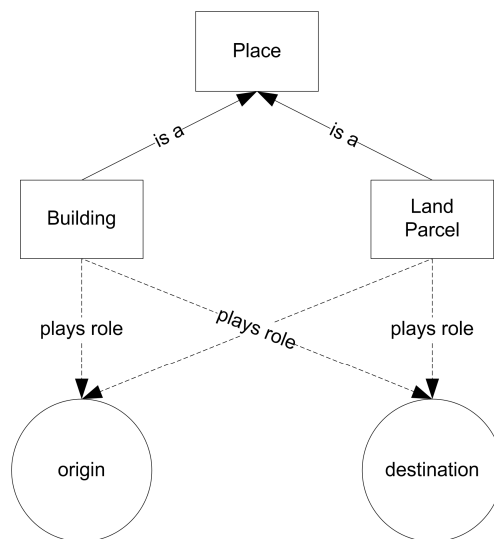 Place
is a
is a
Building
Land
Parcel
plays role
plays role
plays role
origin
destination